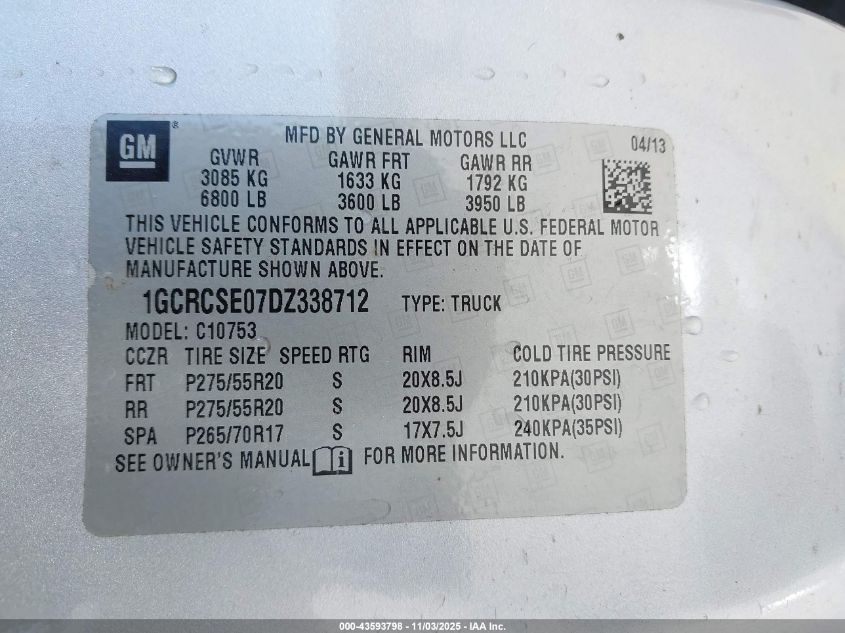 GM ®
MFD BY GENERAL MOTORS LLC 04/13
GVWR GAWR FRT GAWR RR
3085 KG 1633 KG 1792 KG
6800 LB 3600 LB 3950 LB
THIS VEHICLE CONFORMS TO ALL APPLICABLE U.S. FEDERAL MOTOR
VEHICLE SAFETY STANDARDS IN EFFECT ON THE DATE OF
MANUFACTURE SHOWN ABOVE.
1GCRCSE07DZ338712 TYPE: TRUCK
MODEL: C10753
CCZR TIRE SIZE SPEED RTG RIM COLD TIRE PRESSURE
FRT P275/55R20 S 20X8.5J 210KPA(30PSI)
RR P275/55R20 S 20X8.5J 210KPA(30PSI)
SPA P265/70R17 S 17X7.5J 240KPA(35PSI)
SEE OWNER'S MANUAL i FOR MORE INFORMATION.
000-43593798 - 11/03/2025 - IAA Inc.